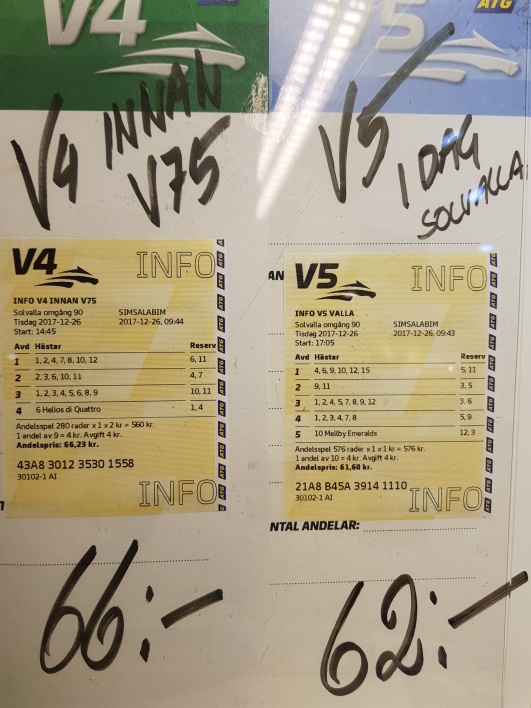 V4
ATG
V4 INNAN
V75
V4
INFO
INFO V4 INNAN V75
Solvalla omgång 90 SIMSALABIM
Tisdag 2017-12-26 2017-12-26, 09:44
Start: 14:45
Avd Hästar Reserv
1 1, 2, 4, 7, 8, 10, 12 6, 11
2 2, 3, 6, 10, 11 4, 7
3 1, 2, 3, 4, 5, 6, 8, 9 10, 11
4 6 Helios di Quattro 1, 4
Andelsspel 280 rader x 1 x 2 kr = 560 kr.
1 andel av 9 = 4 kr. Avgift 4 kr.
Andelspris: 66,23 kr.
43A8 3012 3530 1558
30102-1 AI
INFO
66:-
V5
ATG
V5 I DAG
SOLVALLA
AN
V5
INFO
INFO V5 VALLA
Solvalla omgång 90 SIMSALABIM
Tisdag 2017-12-26 2017-12-26, 09:43
Start: 17:05
Avd Hästar Reserv
1 4, 6, 9, 10, 12, 15 5, 11
2 9, 11 3, 5
3 1, 2, 4, 5, 7, 8, 9, 12 3, 6
4 1, 2, 3, 4, 7, 8 5, 9
5 10 Mellby Emeralds 12, 3
Andelsspel 576 rader x 1 x 1 kr = 576 kr.
1 andel av 10 = 4 kr. Avgift 4 kr.
Andelspris: 61,60 kr.
21A8 B45A 3914 1110
30102-1 AI
INFO
NTAL ANDELAR:
62:-